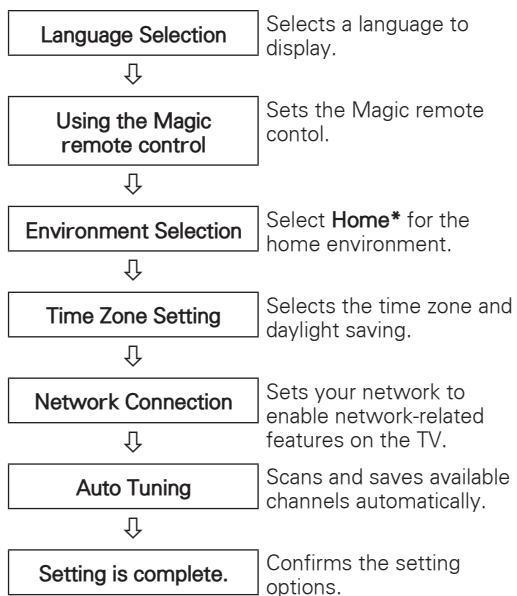 Language Selection
Selects a language to
display.
Using the Magic
remote control
Sets the Magic remote
contol.
Environment Selection
Select Home* for the
home environment.
Time Zone Setting
Selects the time zone and
daylight saving.
Network Connection
Sets your network to
enable network-related
features on the TV.
Auto Tuning
Scans and saves available
channels automatically.
Setting is complete.
Confirms the setting
options.